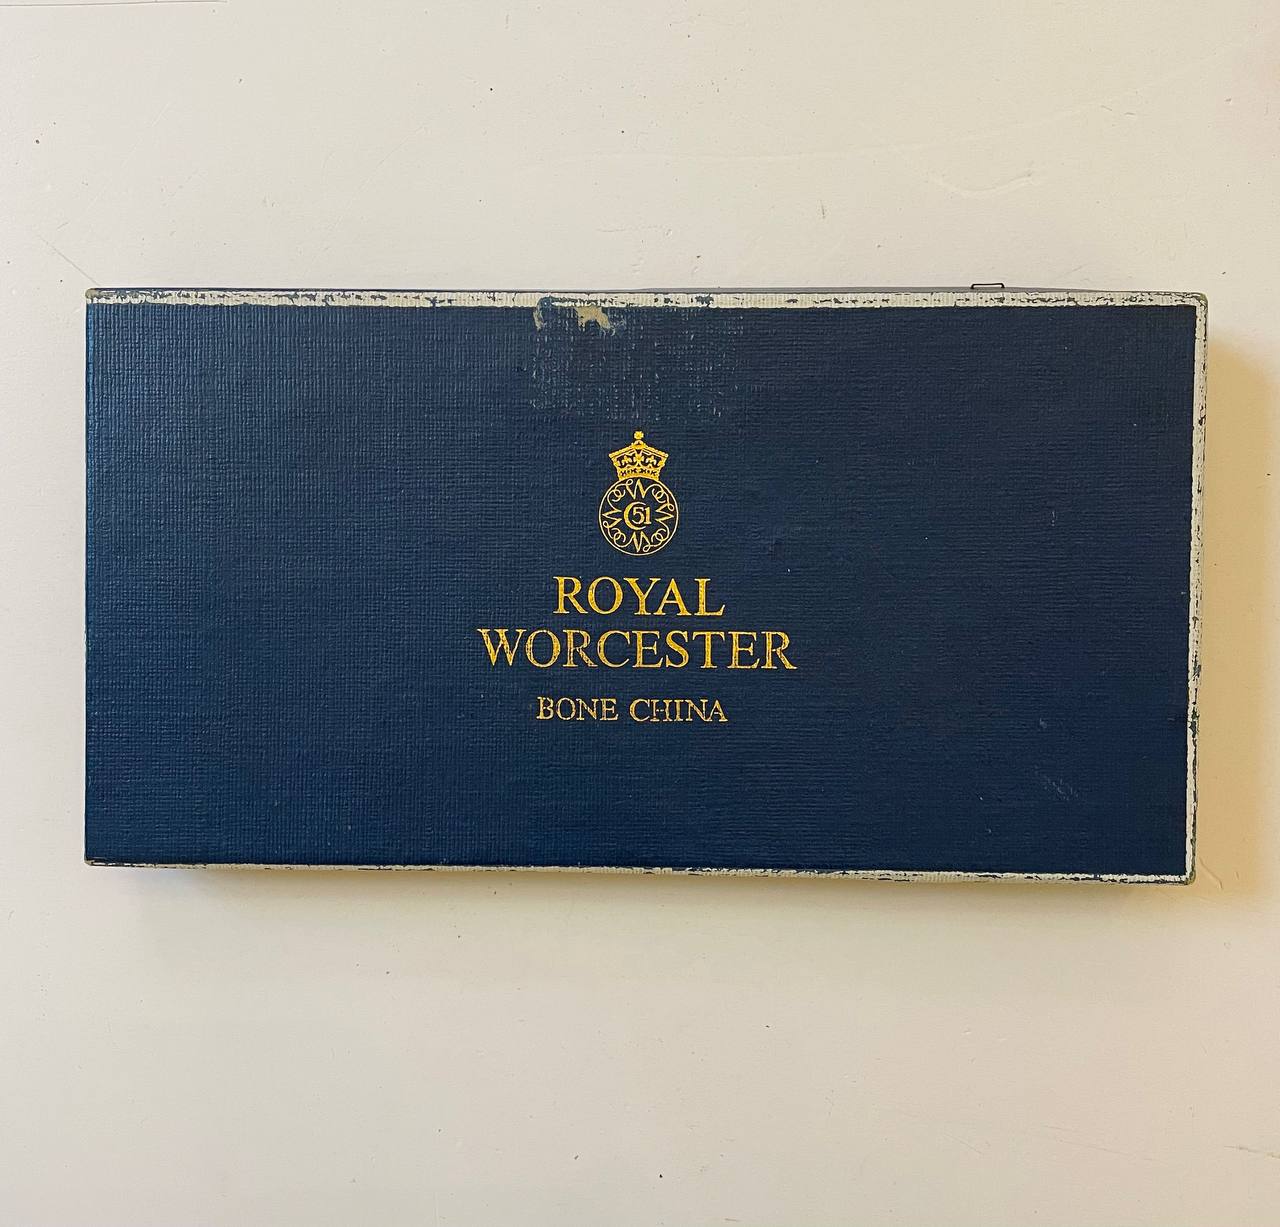 51
ROYAL
WORCESTER
BONE CHINA